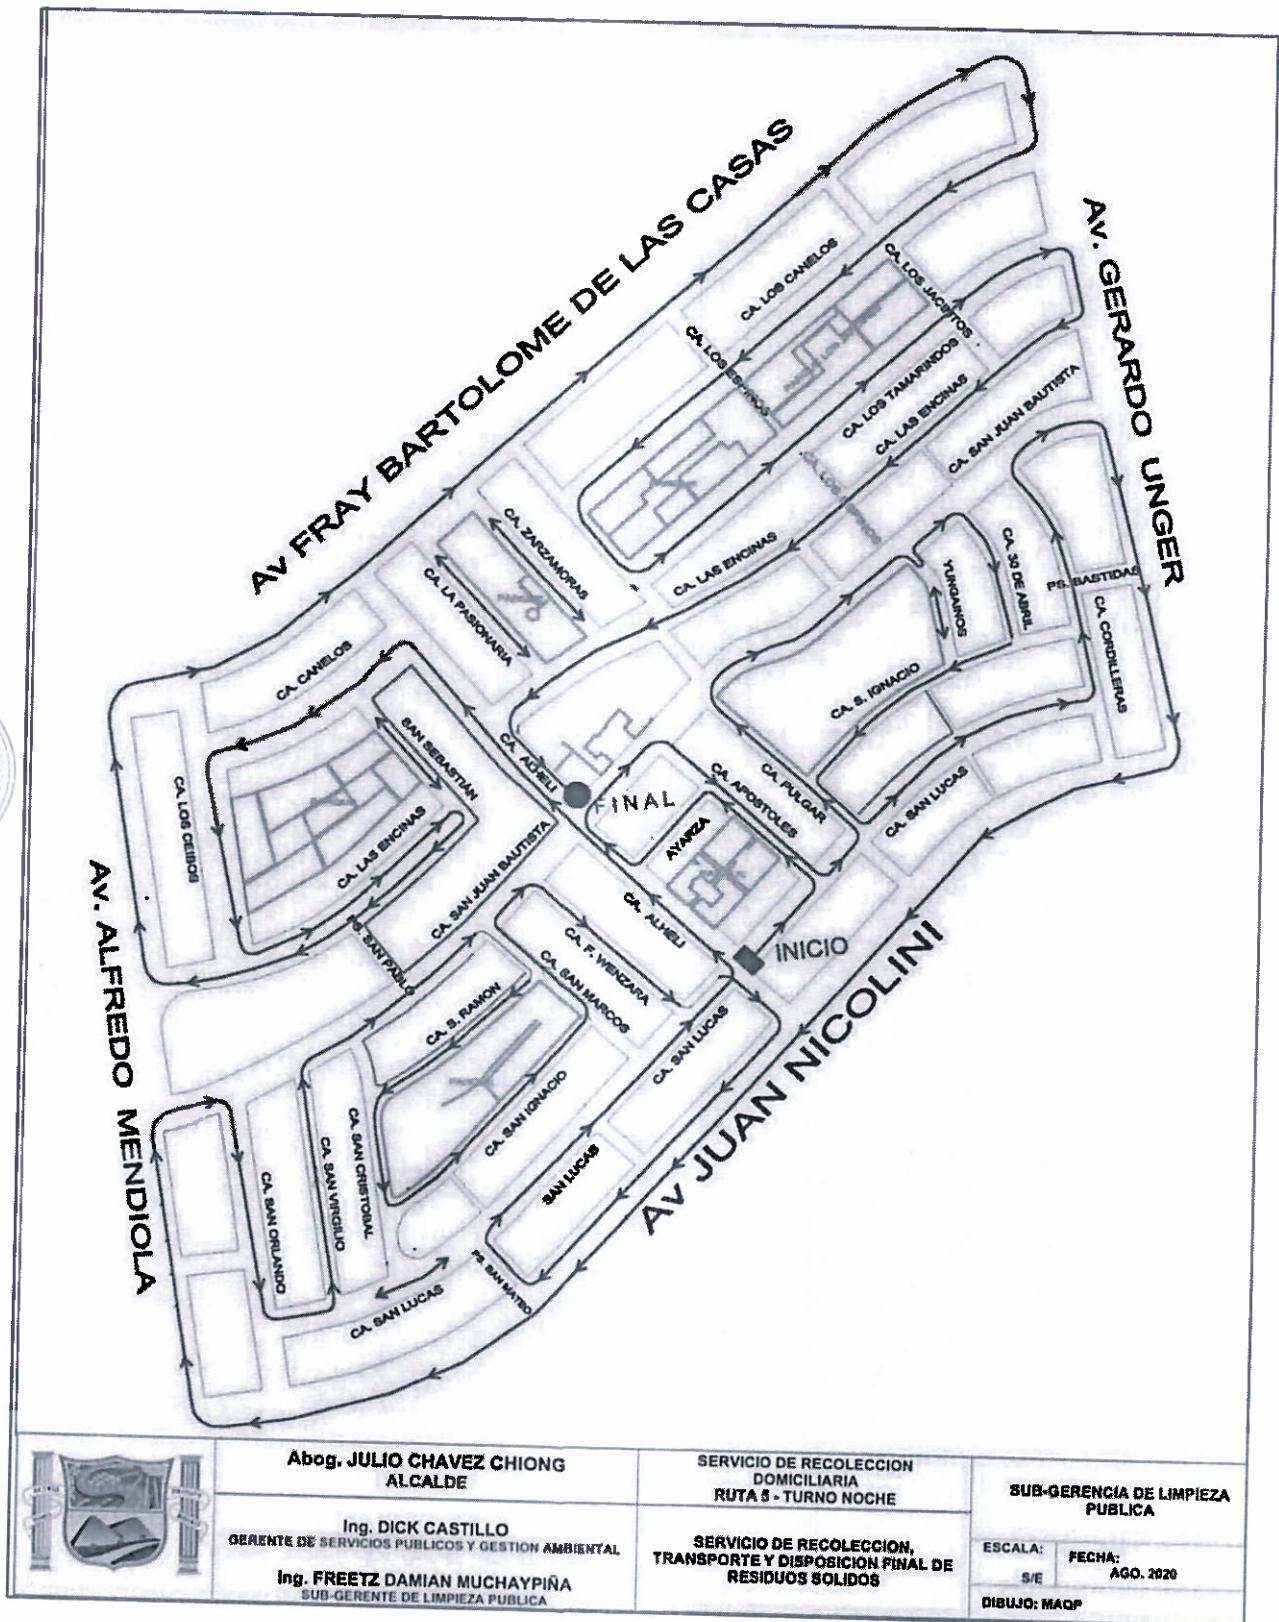 Av FRAY BARTOLOME DE LAS CASAS
Av. GERARDO UNGER
CA. LOS CANELOS
CA. LOS JACINTOS
CA. LOS TAMARINDOS
CA. LAS ENCINAS
CA. SAN JUAN BAUTISTA
CA. ZARZAMORAS
CA. LA PASIONARIA
CA. LAS ENCINAS
YUNGAINOS
CA. 30 DE ABRIL
PS. BASTIDAS
CA. CORDILLERAS
CA. CANELOS
CA. S. IGNACIO
SAN SEBASTIÁN
CA. ALHELI
FINAL
CA. APOSTOLES
CA. PULGAR
CA. SAN LUCAS
CA. LOS CEIBOS
CA. LAS ENCINAS
AYARZA
CA. SAN JUAN BAUTISTA
PS. SAN PABLO
CA. ALHELI
INICIO
CA. F. WENZARA
CA. SAN MARCOS
CA. S. RAMON
CA. SAN LUCAS
Av. ALFREDO MENDIOLA
Av JUAN NICOLINI
CA. SAN IGNACIO
CA. SAN CRISTOBAL
CA. SAN VIRGILIO
CA. SAN ORLANDO
SAN LUCAS
PS. SAN MATEO
CA. SAN LUCAS
Abog. JULIO CHAVEZ CHIONG
ALCALDE
Ing. DICK CASTILLO
GERENTE DE SERVICIOS PUBLICOS Y GESTION AMBIENTAL
Ing. FREETZ DAMIAN MUCHAYPIÑA
SUB-GERENTE DE LIMPIEZA PUBLICA
SERVICIO DE RECOLECCION
DOMICILIARIA
RUTA 5 - TURNO NOCHE
SERVICIO DE RECOLECCION,
TRANSPORTE Y DISPOSICION FINAL DE
RESIDUOS SOLIDOS
SUB-GERENCIA DE LIMPIEZA
PUBLICA
ESCALA:
S/E
FECHA:
AGO. 2020
DIBUJO: MAQP